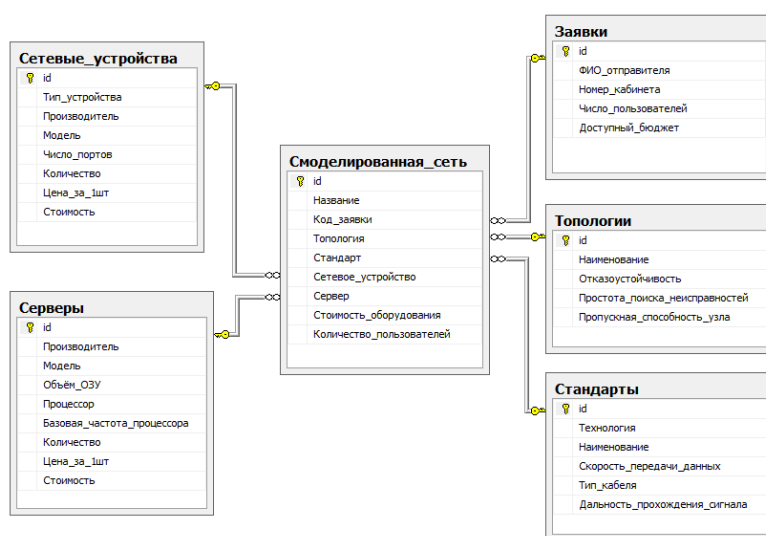 Сетевые_устройства
id
Тип_устройства
Производитель
Модель
Число_портов
Количество
Цена_за_1шт
Стоимость
Серверы
id
Производитель
Модель
Объём_ОЗУ
Процессор
Базовая_частота_процессора
Количество
Цена_за_1шт
Стоимость
Смоделированная_сеть
id
Название
Код_заявки
Топология
Стандарт
Сетевое_устройство
Сервер
Стоимость_оборудования
Количество_пользователей
Заявки
id
ФИО_отправителя
Номер_кабинета
Число_пользователей
Доступный_бюджет
Топологии
id
Наименование
Отказоустойчивость
Простота_поиска_неисправностей
Пропускная_способность_узла
Стандарты
id
Технология
Наименование
Скорость_передачи_данных
Тип_кабеля
Дальность_прохождения_сигнала